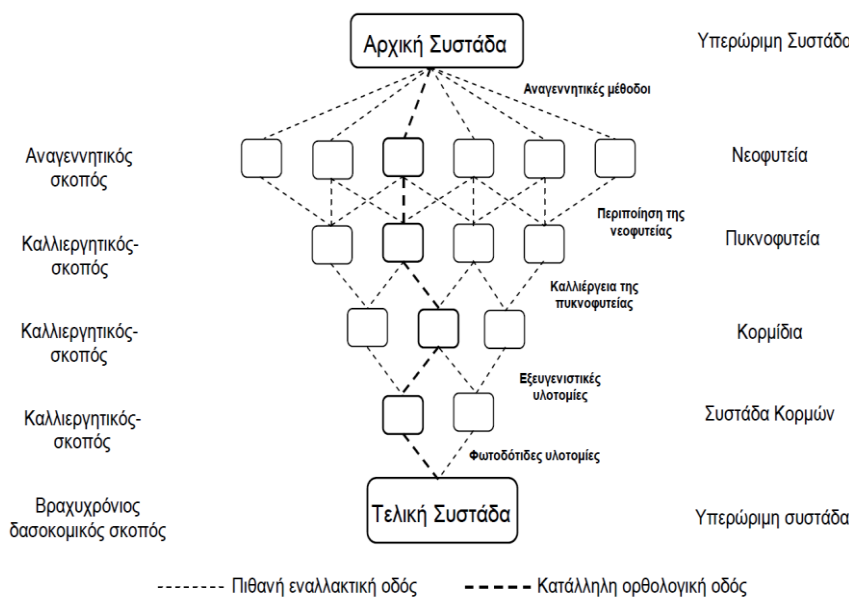 Αρχική Συστάδα
Υπερώριμη Συστάδα
Αναγεννητικές μέθοδοι
Αναγεννητικός
σκοπός
Νεοφυτεία
Περιποίηση της
νεοφυτείας
Καλλιεργητικός-
σκοπός
Πυκνοφυτεία
Καλλιέργεια της
πυκνοφυτείας
Καλλιεργητικός-
σκοπός
Κορμίδια
Εξευγενιστικές
υλοτομίες
Καλλιεργητικός-
σκοπός
Συστάδα Κορμών
Φωτοδότιδες υλοτομίες
Βραχυχρόνιος
δασοκομικός σκοπός
Τελική Συστάδα
Υπερώριμη συστάδα
Πιθανή εναλλακτική οδός
Κατάλληλη ορθολογική οδός